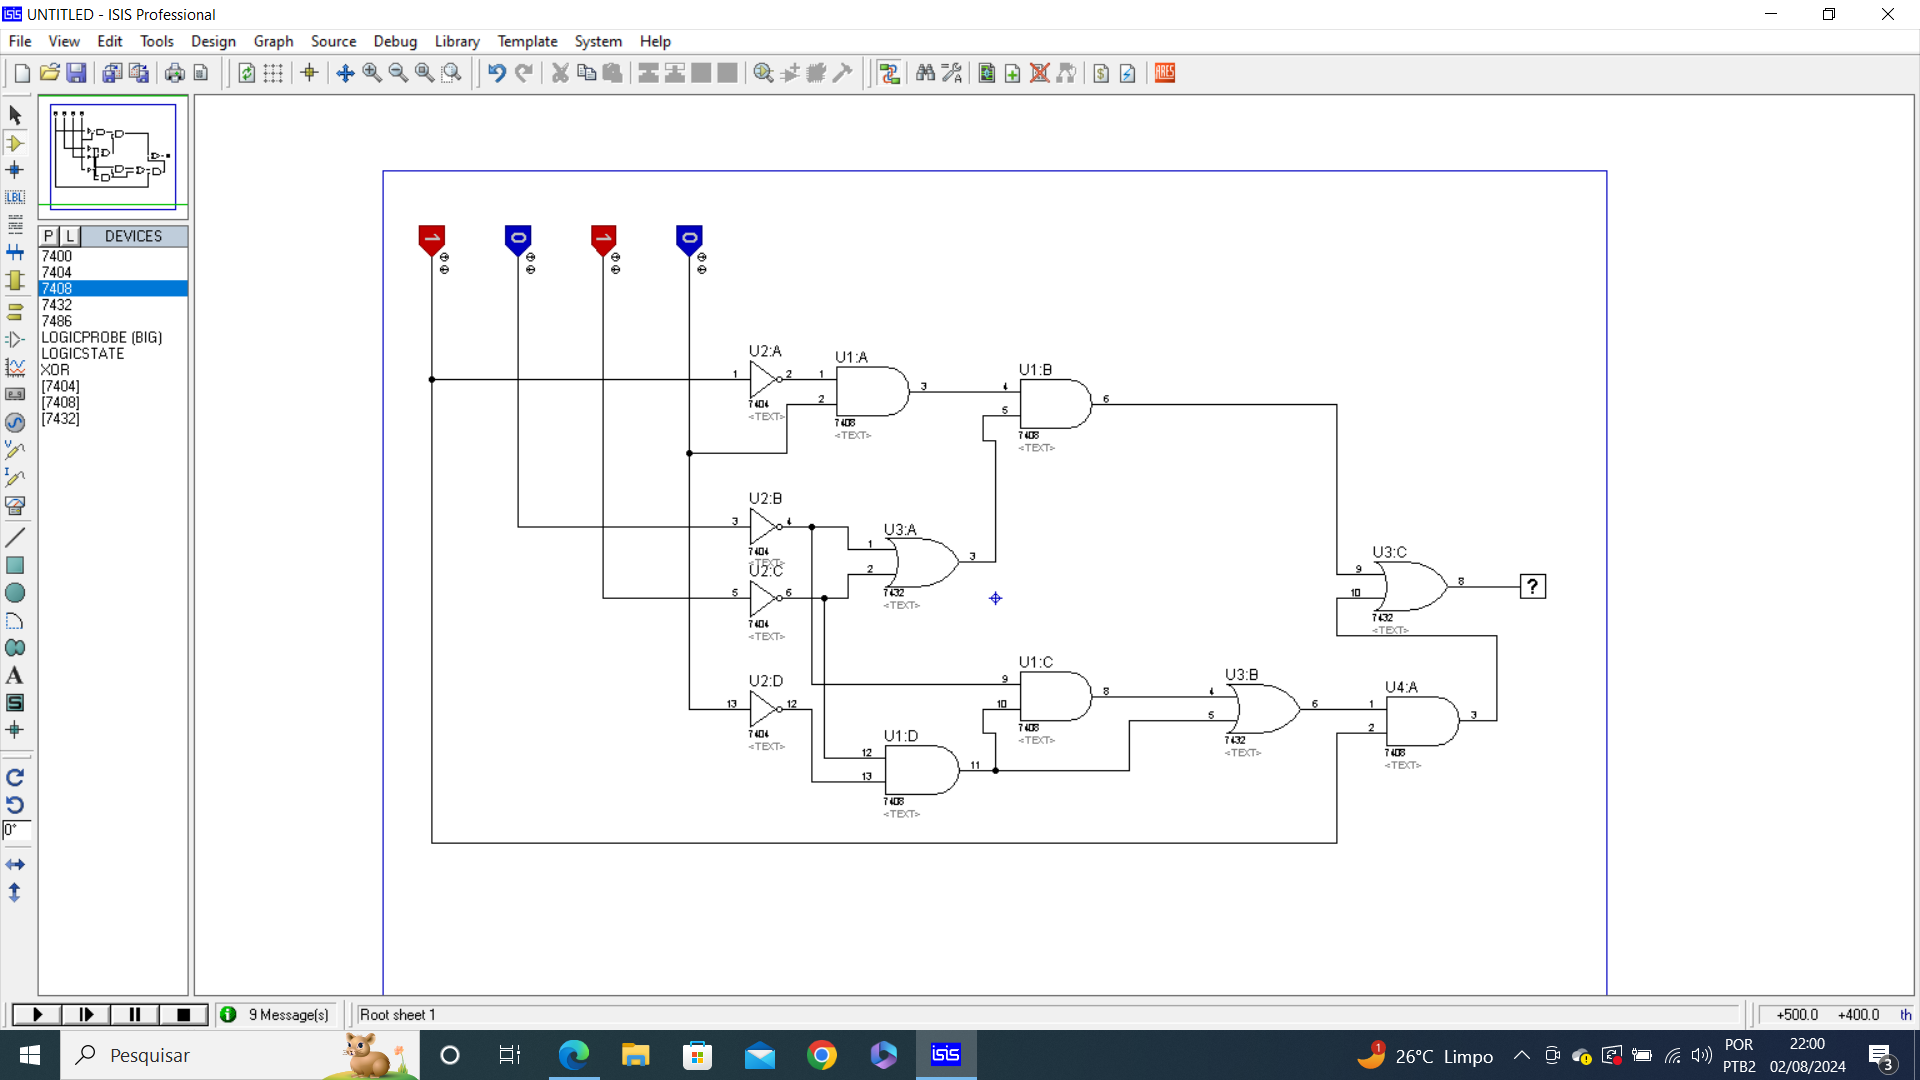 UNTITLED - ISIS Professional
File View Edit Tools Design Graph Source Debug Library Template System Help
LBL
ARES
P L DEVICES
7400
7404
7408
7432
7486
LOGICPROBE (BIG)
LOGICSTATE
XOR
[7404]
[7408]
[7432]
V
I
A
S
0°
1 0 1 0
U2:A
1 2
7404
<TEXT>
U1:A
1 3
2
7408
<TEXT>
U1:B
4 6
5
7408
<TEXT>
U2:B
3 4
7404
<TEXT>
U2:C
5 6
7404
<TEXT>
U3:A
1 3
2
7432
<TEXT>
U3:C
9 8
10
7432
<TEXT>
?
U2:D
13 12
7404
<TEXT>
U1:C
9 8
10
7408
<TEXT>
U3:B
4 6
5
7432
<TEXT>
U4:A
1 3
2
7408
<TEXT>
U1:D
12 11
13
7408
<TEXT>
9 Message(s) Root sheet 1 +500.0 +400.0 th
Pesquisar
isis
1
26°C Limpo
POR
PTB2
22:00
02/08/2024
3